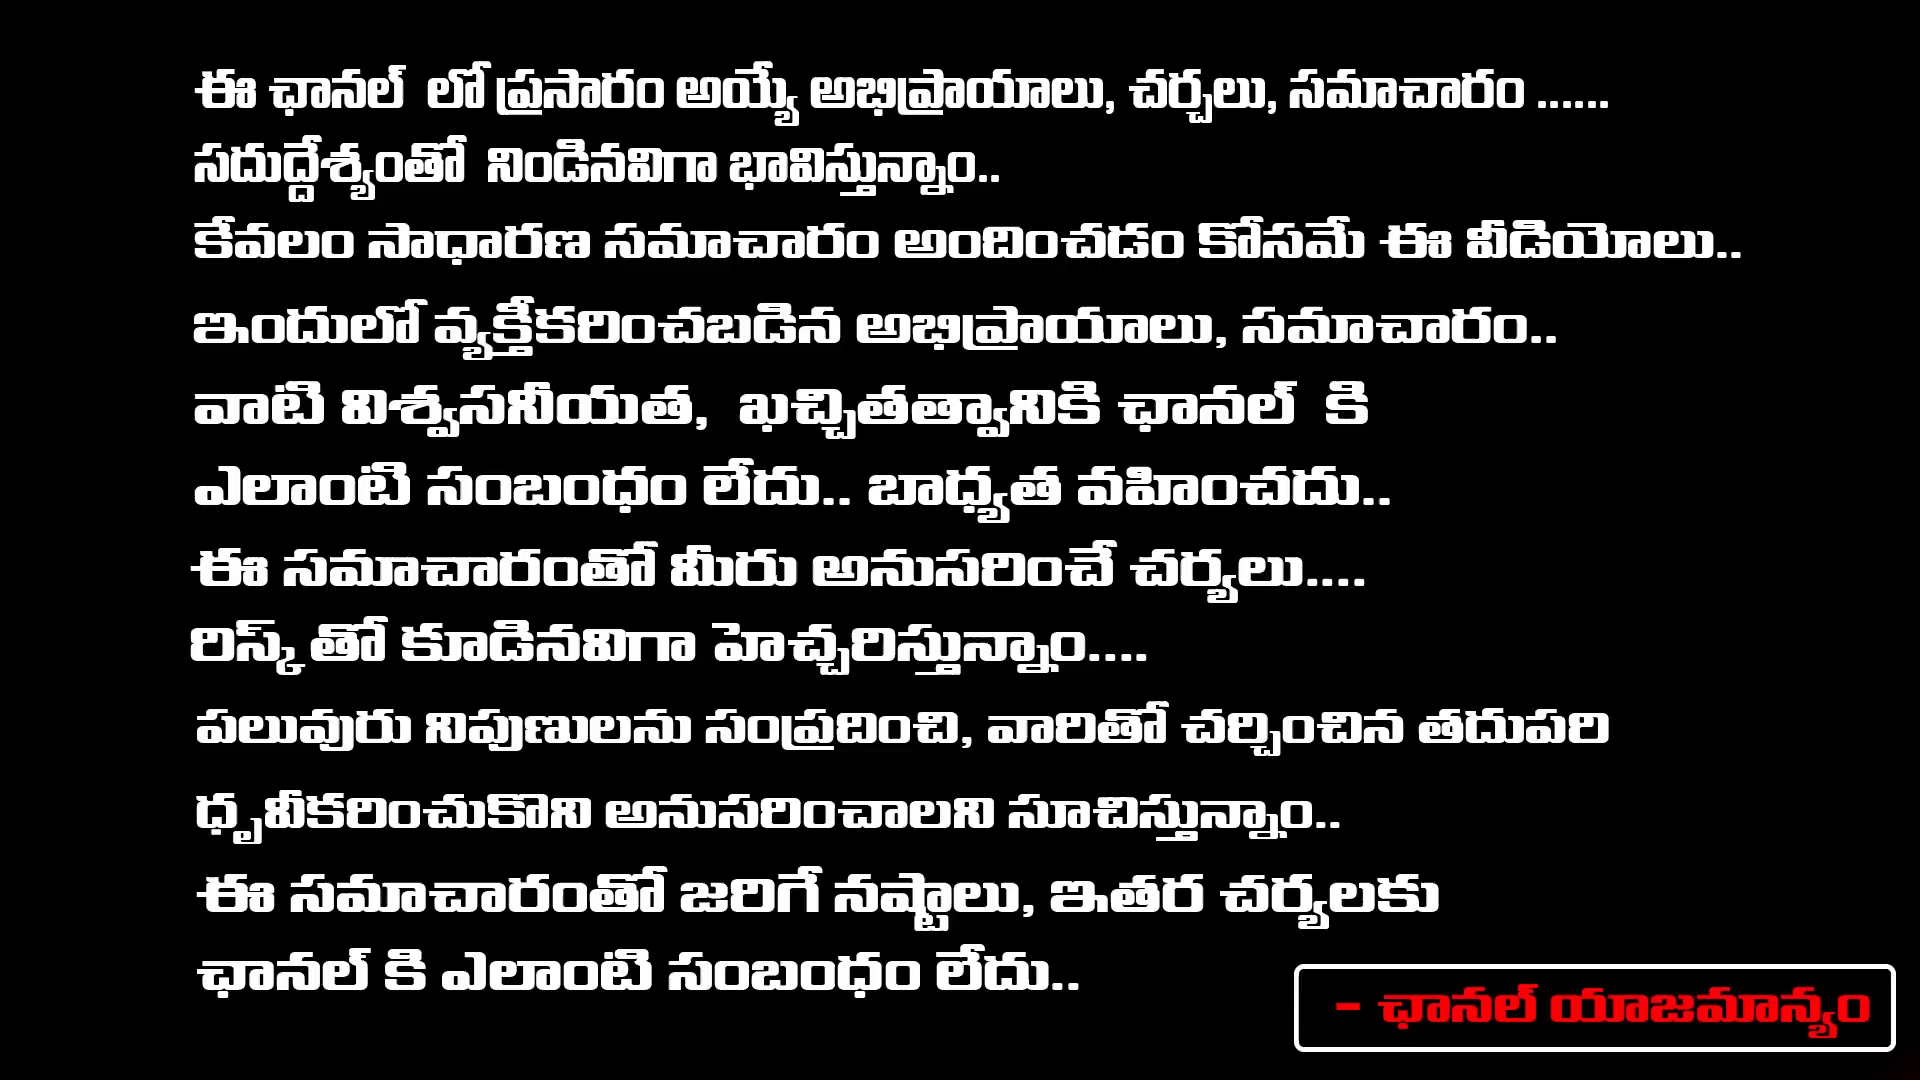 ఈ ఛానల్ లో ప్రసారం అయ్యే అభిప్రాయాలు, చర్చలు, సమాచారం ......
సదుద్దేశ్యంతో నిండినవిగా భావిస్తున్నాం..
కేవలం సాధారణ సమాచారం అందించడం కోసమే ఈ వీడియోలు..
ఇందులో వ్యక్తీకరించబడిన అభిప్రాయాలు, సమాచారం..
వాటి విశ్వసనీయత, ఖచ్చితత్వానికి ఛానల్ కి
ఎలాంటి సంబంధం లేదు.. బాధ్యత వహించదు..
ఈ సమాచారంతో మీరు అనుసరించే చర్యలు....
రిస్క్ తో కూడినవిగా హెచ్చరిస్తున్నాం....
పలువురు నిపుణులను సంప్రదించి, వారితో చర్చించిన తదుపరి
ధృవీకరించుకొని అనుసరించాలని సూచిస్తున్నాం..
ఈ సమాచారంతో జరిగే నష్టాలు, ఇతర చర్యలకు
ఛానల్ కి ఎలాంటి సంబంధం లేదు..
- ఛానల్ యాజమాన్యం